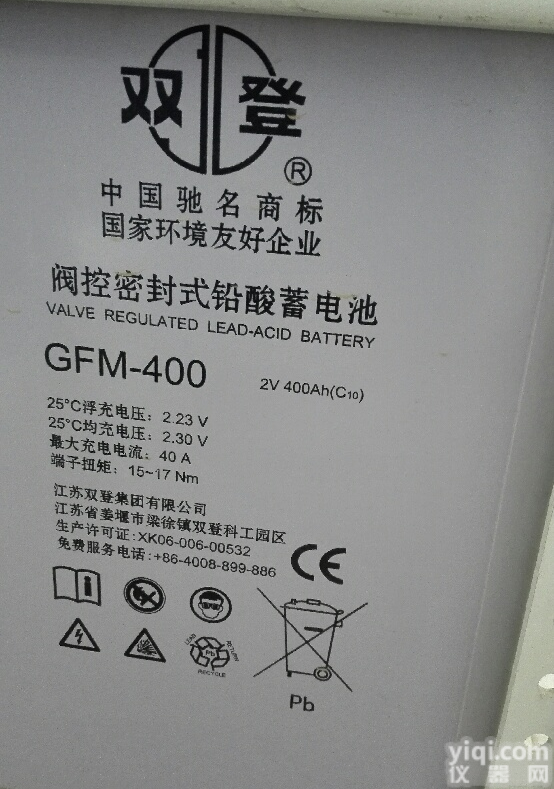 双登
®
中国驰名商标
国家环境友好企业
阀控密封式铅酸蓄电池
VALVE REGULATED LEAD-ACID BATTERY
GFM-400 2V 400Ah(C₁₀)
25°C浮充电压: 2.23 V
25°C均充电压: 2.30 V
最大充电电流: 40 A
端子扭矩: 15~17 Nm
江苏双登集团有限公司
江苏省姜堰市梁徐镇双登科工园区
生产许可证:XK06-006-00532
免费服务电话:+86-4008-899-886
CE
LEAD RETURN
Pb
RECYCLE
Pb
yiqi.com
仪器网